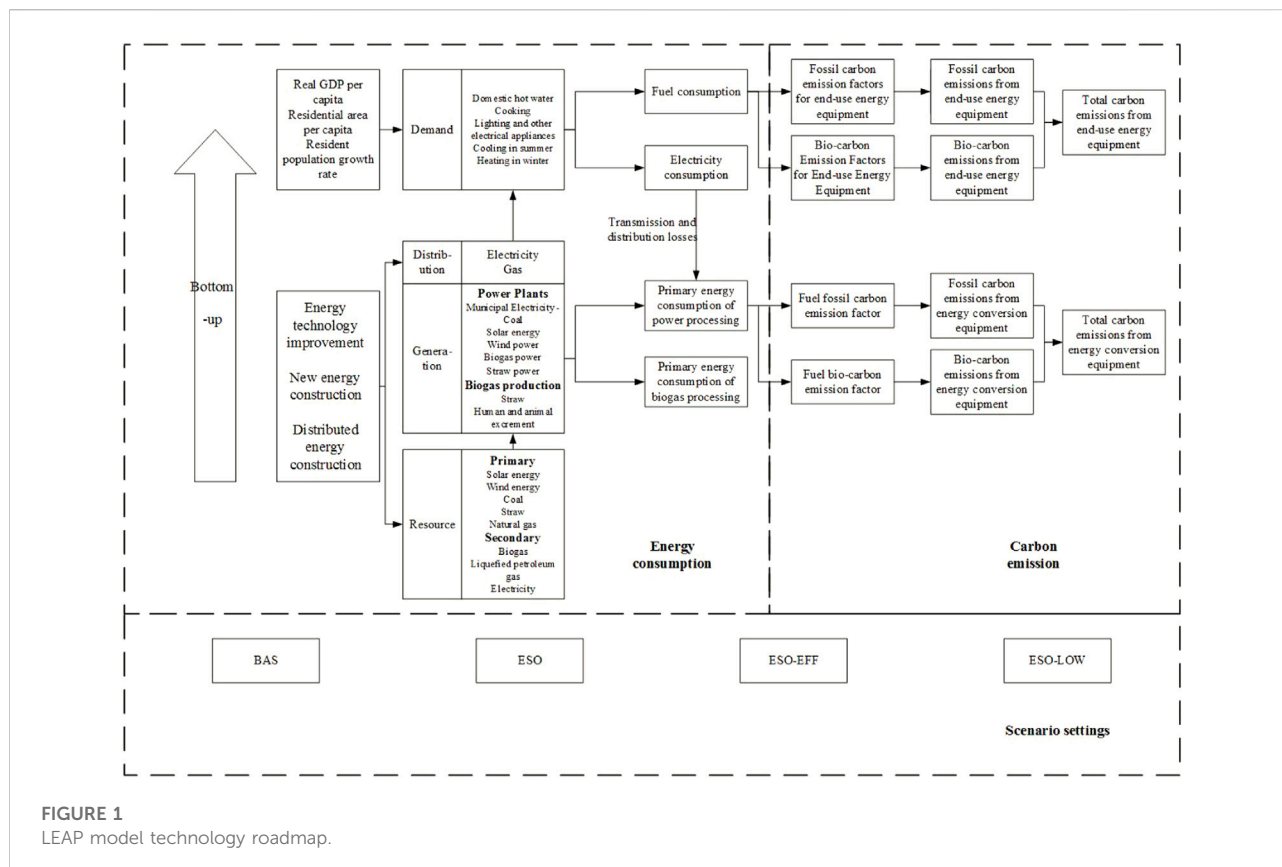 Real GDP per
capita
Residential area
per capita
Resident
population growth
rate
Demand
Domestic hot water
Cooking
Lighting and other
electrical appliances
Cooling in summer
Heating in winter
Fuel consumption
Electricity
consumption
Fossil carbon
emission factors
for end-use energy
equipment
Fossil carbon
emissions from
end-use energy
equipment
Bio-carbon
Emission Factors
for End-use Energy
Equipment
Bio-carbon
emissions from
end-use energy
equipment
Total carbon
emissions from
end-use energy
equipment
Transmission and
distribution losses
Bottom
-up
Energy
technology
improvement
New energy
construction
Distributed
energy
construction
Distrib-
ution
Electricity
Gas
Genera-
tion
Power Plants
Municipal Electricity-
Coal
Solar energy
Wind power
Biogas power
Straw power
Biogas production
Straw
Human and animal
excrement
Resource
Primary
Solar energy
Wind energy
Coal
Straw
Natural gas
Secondary
Biogas
Liquefied petroleum
gas
Electricity
Primary energy
consumption of
power processing
Primary energy
consumption of
biogas processing
Fuel fossil carbon
emission factor
Fuel bio-carbon
emission factor
Fossil carbon
emissions from
energy conversion
equipment
Bio-carbon
emissions from
energy conversion
equipment
Total carbon
emissions from
energy conversion
equipment
Energy
consumption
Carbon
emission
BAS
ESO
ESO-EFF
ESO-LOW
Scenario settings
FIGURE 1
LEAP model technology roadmap.